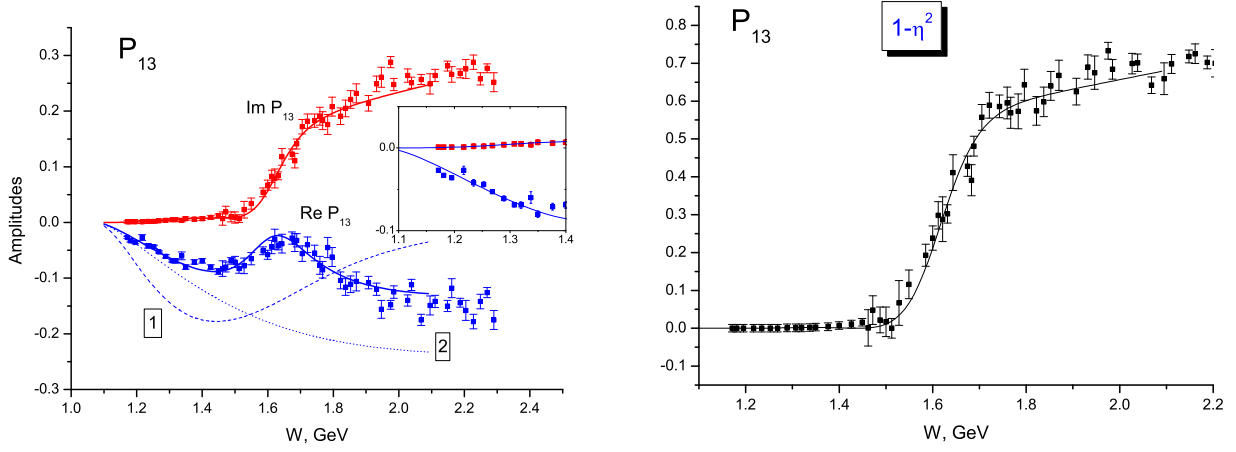 P13
Im P13
Re P13
1
2
0.3
0.2
0.1
0.0
-0.1
-0.2
-0.3
Amplitudes
1.0 1.2 1.4 1.6 1.8 2.0 2.2 2.4 2.6
W, GeV
0.0
-0.1
1.1 1.2 1.3 1.4
P13
1-η²
0.8
0.7
0.6
0.5
0.4
0.3
0.2
0.1
0.0
-0.1
1.2 1.4 1.6 1.8 2.0 2.2
W, GeV